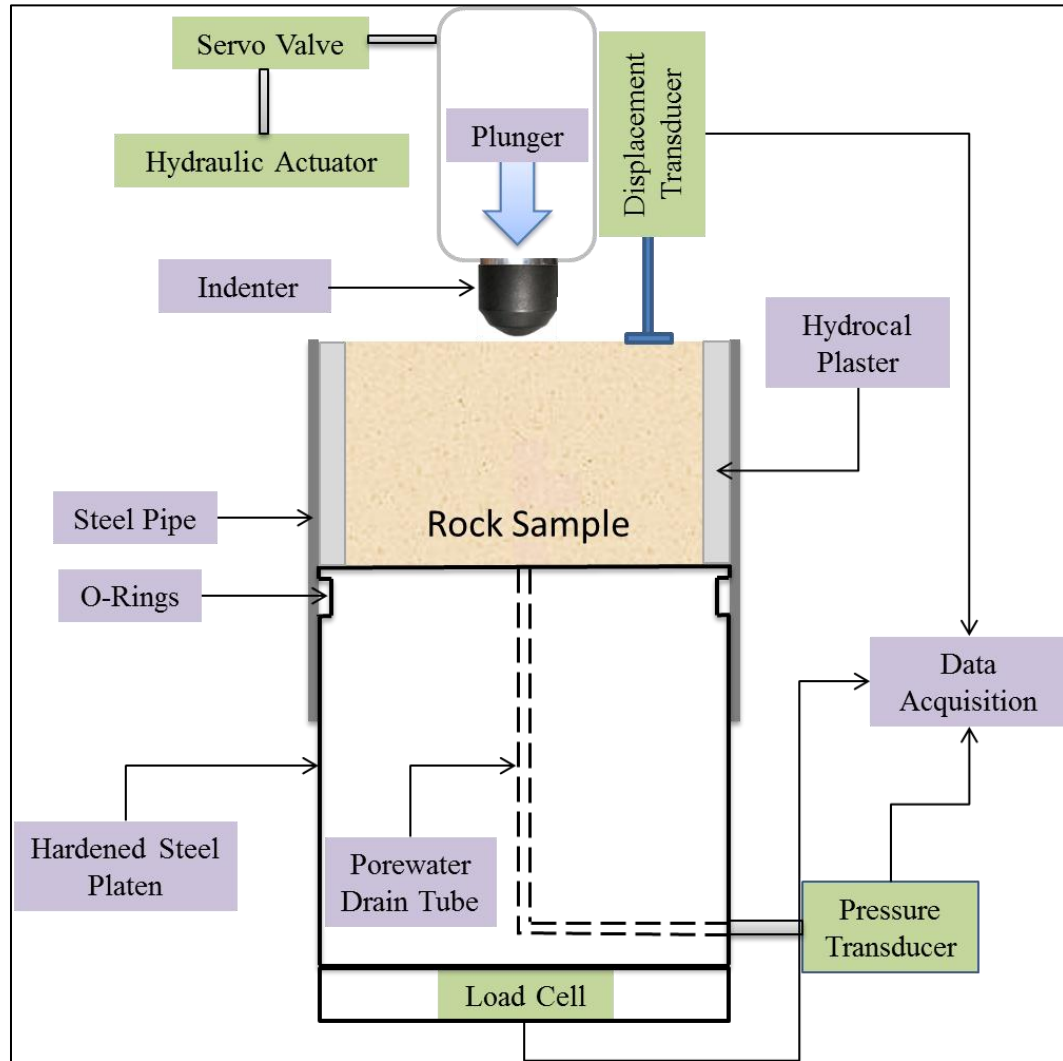 Servo Valve
Hydraulic Actuator
Plunger
Displacement
Transducer
Indenter
Hydrocal
Plaster
Steel Pipe
Rock Sample
O-Rings
Data
Acquisition
Hardened Steel
Platen
Porewater
Drain Tube
Pressure
Transducer
Load Cell